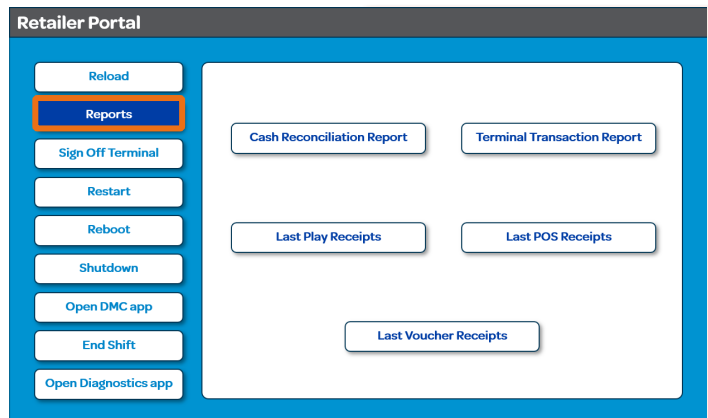 Retailer Portal
Reload
Reports
Sign Off Terminal
Restart
Reboot
Shutdown
Open DMC app
End Shift
Open Diagnostics app
Cash Reconciliation Report
Terminal Transaction Report
Last Play Receipts
Last POS Receipts
Last Voucher Receipts